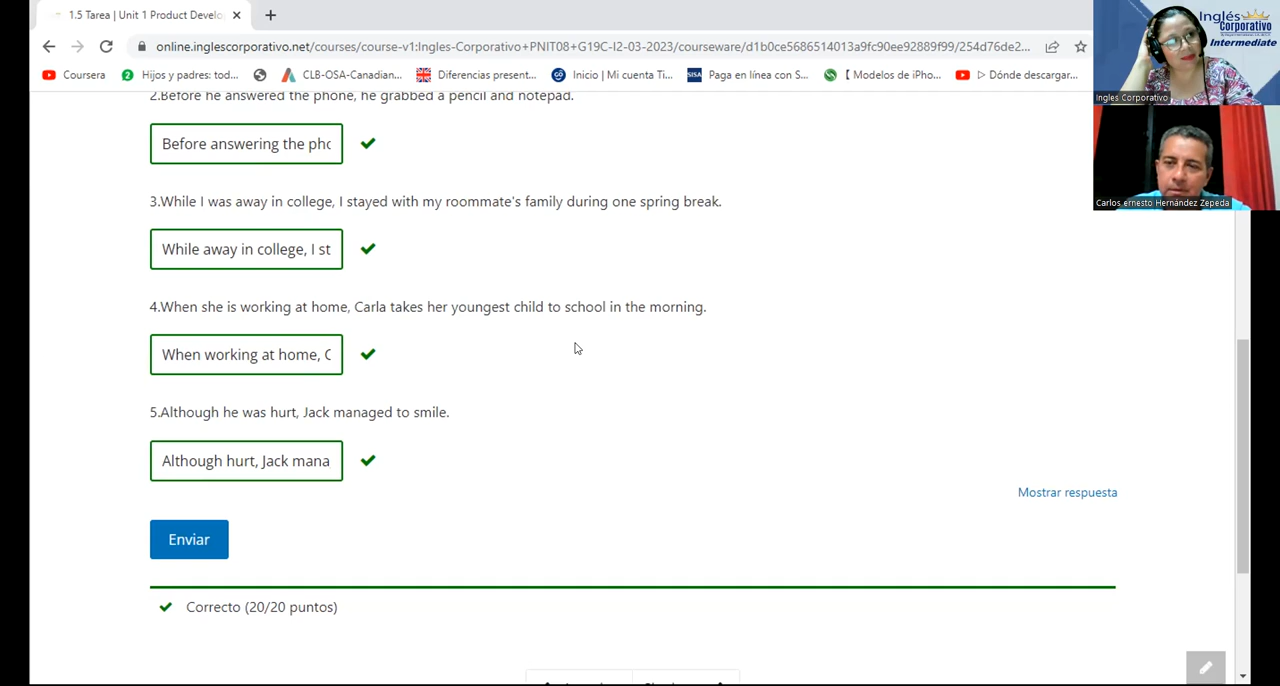 1.5 Tarea | Unit 1 Product Develo
online.inglescorporativo.net/courses/course-v1:Ingles-Corporativo+PNIT08+G19C-I2-03-2023/courseware/d1b0ce5686514013a9fc90ee92889f99/254d76de2...
Coursera
Hijos y padres: tod...
CLB-OSA-Canadian...
Diferencias present...
Inicio | Mi cuenta Ti...
SISA
Paga en línea con S...
【 Modelos de iPho...
▷ Dónde descargar...
Inglés
Corporativo
Intermediate
Ingles Corporativo
Carlos ernesto Hernández Zepeda
2.Before he answered the phone, he grabbed a pencil and notepad.
Before answering the pho
3.While I was away in college, I stayed with my roommate's family during one spring break.
While away in college, I st
4.When she is working at home, Carla takes her youngest child to school in the morning.
When working at home, C
5.Although he was hurt, Jack managed to smile.
Although hurt, Jack mana
Mostrar respuesta
Enviar
Correcto (20/20 puntos)